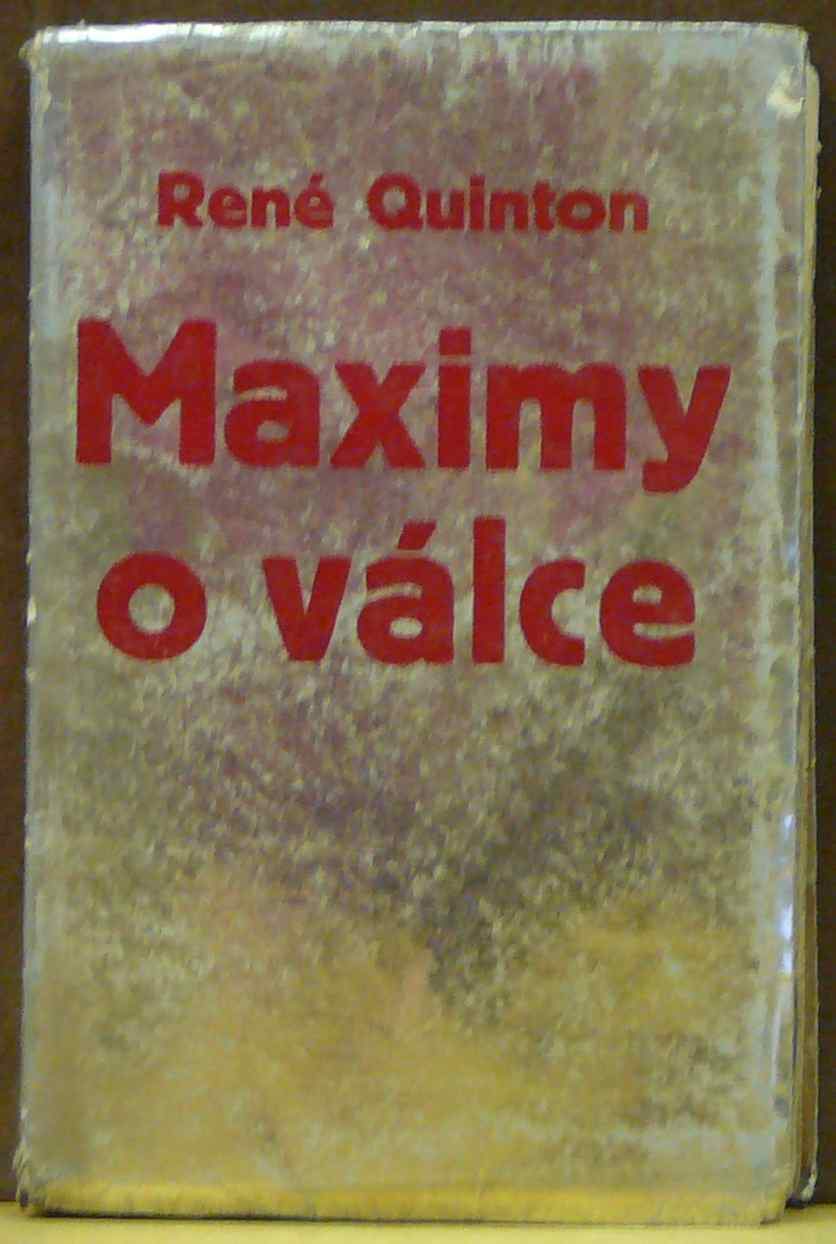 René Quinton
Maximy
o válce